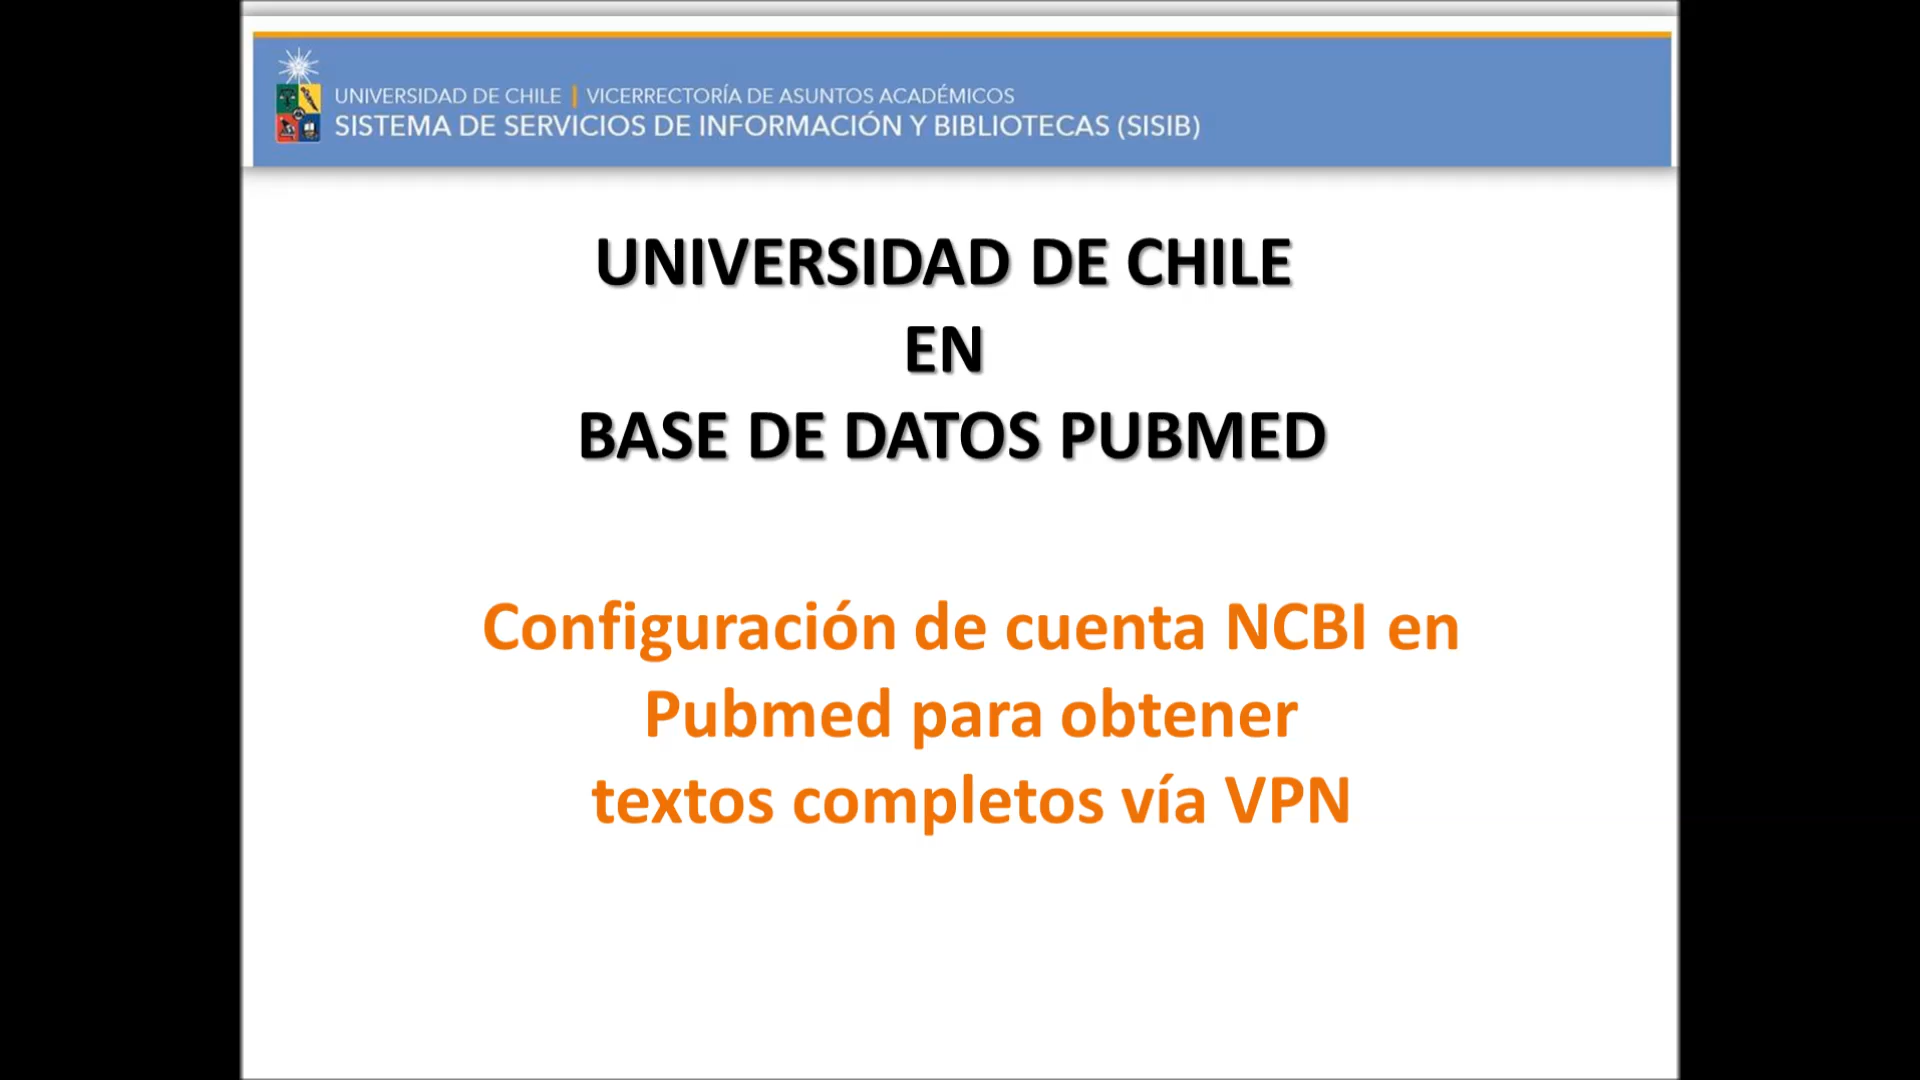 UNIVERSIDAD DE CHILE | VICERRECTORÍA DE ASUNTOS ACADÉMICOS
SISTEMA DE SERVICIOS DE INFORMACIÓN Y BIBLIOTECAS (SISIB)
UNIVERSIDAD DE CHILE
EN
BASE DE DATOS PUBMED
Configuración de cuenta NCBI en
Pubmed para obtener
textos completos vía VPN